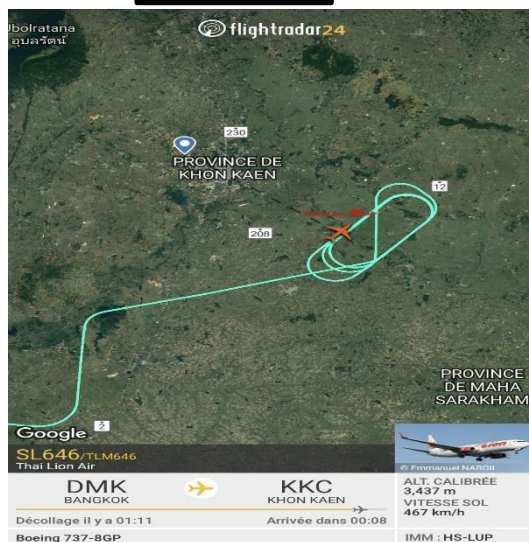 flightradar24
Ubolratana
อุบลรัตน์
230
PROVINCE DE
KHON KAEN
12
208
PROVINCE
DE MAHA
SARAKHAM
Google
2
SL646/TLM646
Thai Lion Air
© Emmanuel NARGIL
DMK
BANGKOK
KKC
KHON KAEN
ALT. CALIBRÉE
3,437 m
VITESSE SOL
467 km/h
Décollage il y a 01:11
Arrivée dans 00:08
Boeing 737-8GP
IMM : HS-LUP